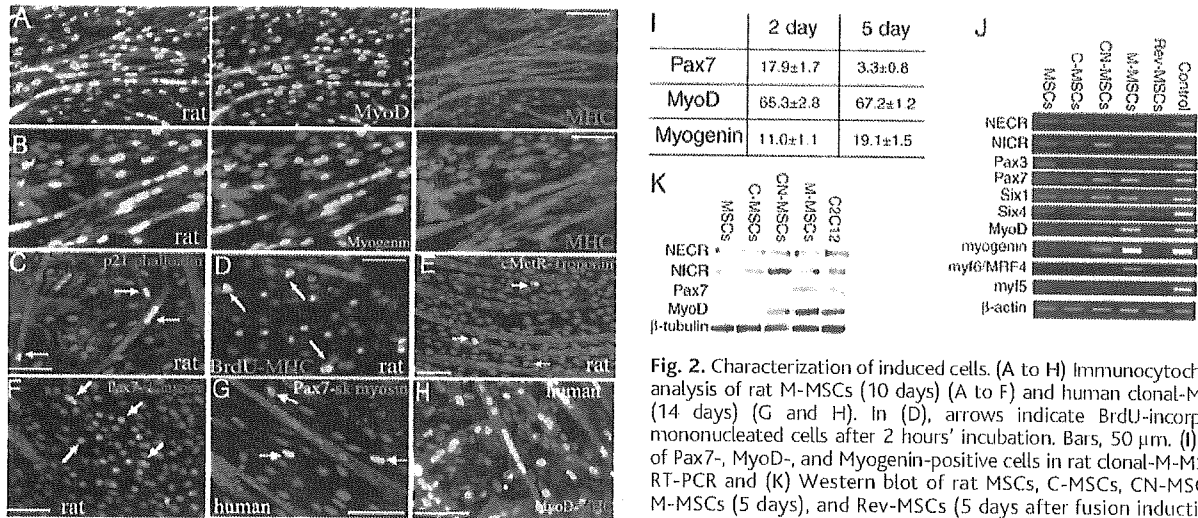 A
rat
MyoD
MHC
B
rat
Myogenin
MHC
C
p21
rat
D
BrdU-MHC
rat
E
cMetR
rat
F
rat
G
Pax7-sk myosin
human
H
human
MyoD-MHC
I
2 day
5 day
Pax7
17.9±1.7
3.3±0.8
MyoD
65.3±2.8
67.2±1.2
Myogenin
11.0±1.1
19.1±1.5
J
MSCs
C-MSCs
CN-MSCs
M-MSCs
Rev-MSCs
Control
NECR
NICR
Pax3
Pax7
Six1
Six4
MyoD
myogenin
myf6/MRF4
myf5
β-actin
K
MSCs
C-MSCs
CN-MSCs
M-MSCs
C2C12
NECR
NICR
Pax7
MyoD
β-tubulin
Fig. 2. Characterization of induced cells. (A to H) Immunocytoch
analysis of rat M-MSCs (10 days) (A to F) and human clonal-M
(14 days) (G and H). In (D), arrows indicate BrdU-incorp
mononucleated cells after 2 hours' incubation. Bars, 50 μm. (I)
of Pax7-, MyoD-, and Myogenin-positive cells in rat clonal-M-M
RT-PCR and (K) Western blot of rat MSCs, C-MSCs, CN-MSC
M-MSCs (5 days), and Rev-MSCs (5 days after fusion inducti